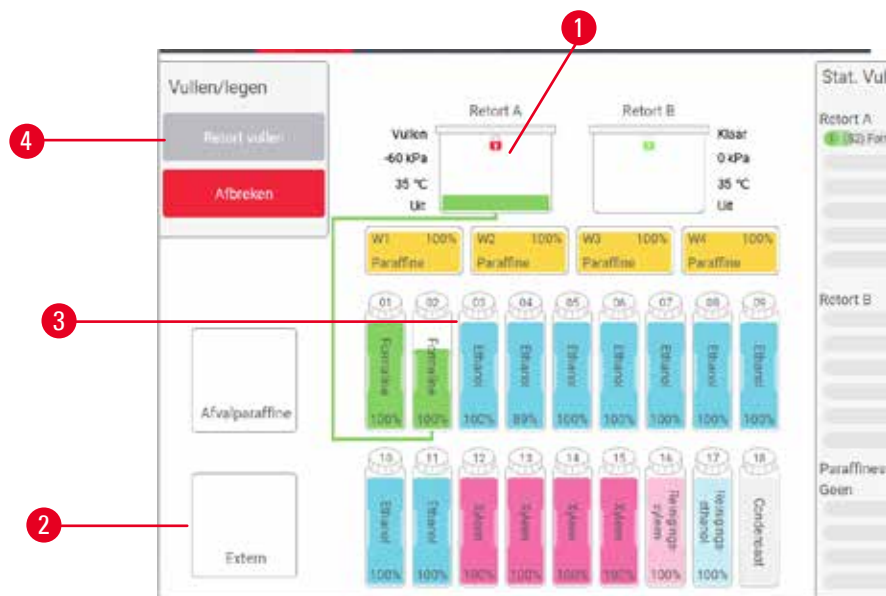 1
Vullen/legen
Retort vullen
Afbreken
4
Retort A
Vullen
-60 kPa
35 °C
Uit
Retort B
Klaar
0 kPa
35 °C
Uit
W1 100%
Paraffine
W2 100%
Paraffine
W3 100%
Paraffine
W4 100%
Paraffine
3
01 02 03 04 05 06 07 08 09
Formaline
Formaline
Ethanol
Ethanol
Ethanol
Ethanol
Ethanol
Ethanol
Ethanol
100% 100% 100% 89% 100% 100% 100% 100% 100%
Afvalparaffine
10 11 12 13 14 15 16 17 18
Ethanol
Ethanol
Xyleen
Xyleen
Xyleen
Xyleen
Reinigings
xyleen
Reinigings
ethanol
Condensaat
100% 100% 100% 100% 100% 100% 100% 100%
2
Extern
Stat. Vul
Retort A
(S2) For
Retort B
Geen